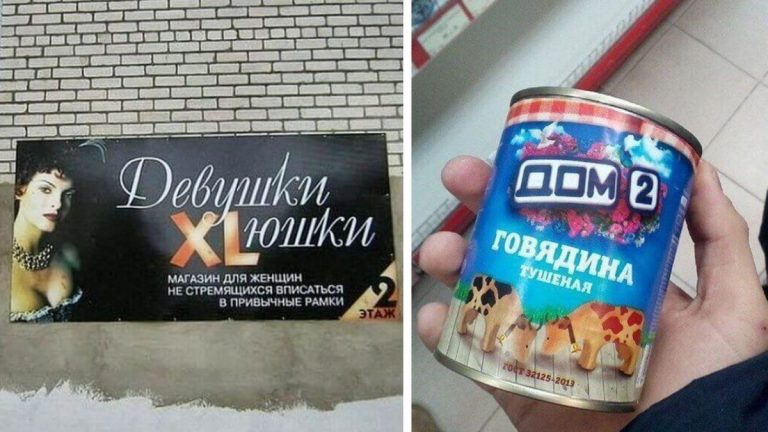 Девушки
XLюшки
МАГАЗИН ДЛЯ ЖЕНЩИН
НЕ СТРЕМЯЩИХСЯ ВПИСАТЬСЯ
В ПРИВЫЧНЫЕ РАМКИ
2
ЭТАЖ
ДОМ 2
ГОВЯДИНА
ТУШЕНАЯ
ГОСТ 32125-2013